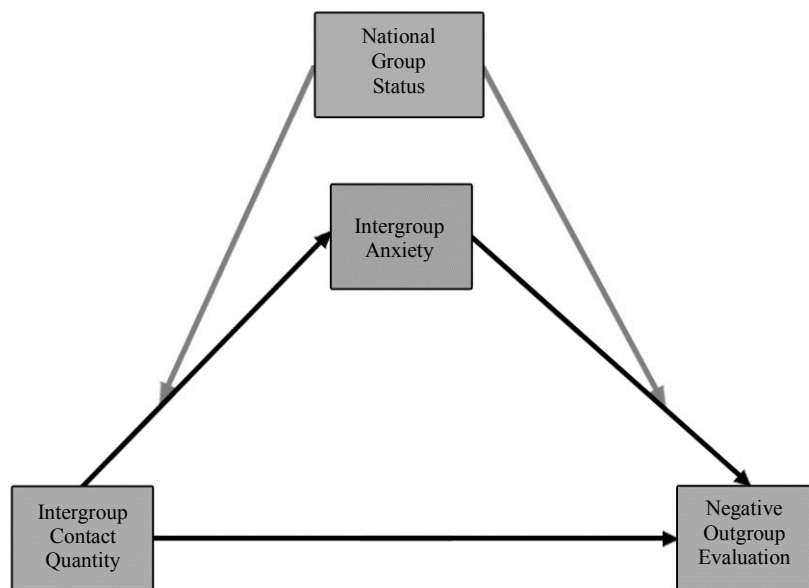 National
Group
Status
Intergroup
Anxiety
Intergroup
Contact
Quantity
Negative
Outgroup
Evaluation